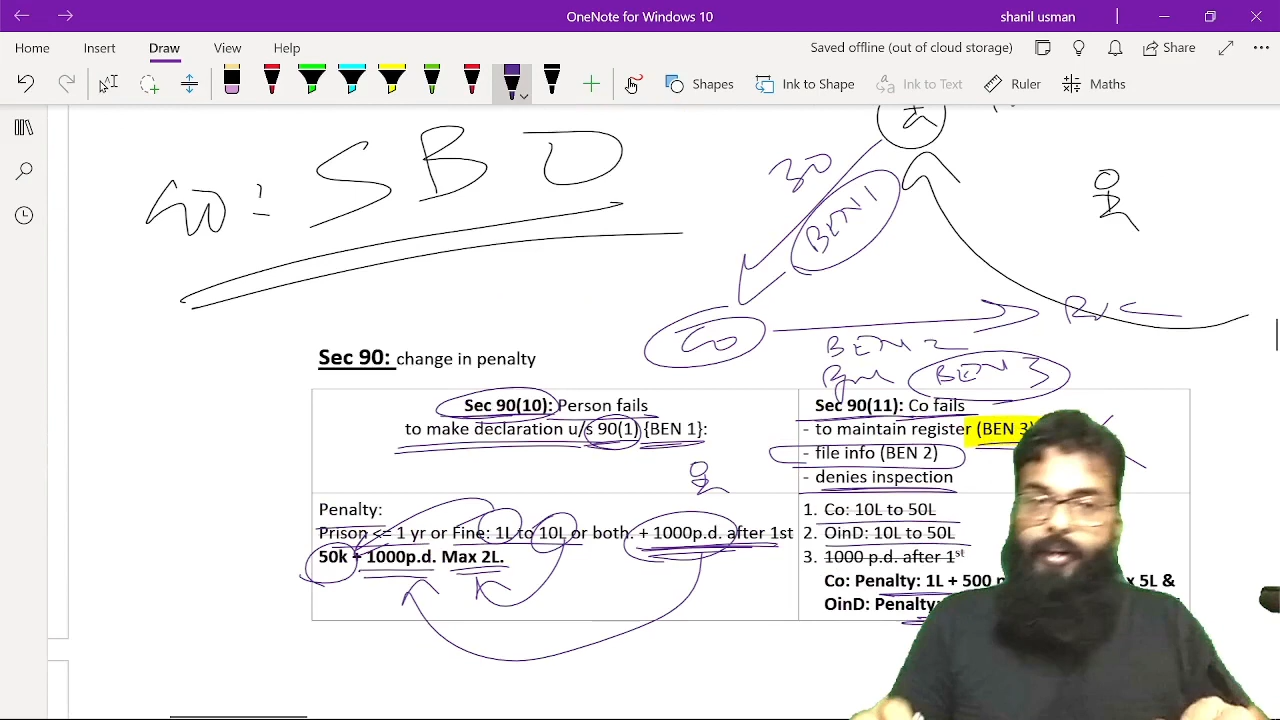 OneNote for Windows 10
shanil usman
Home Insert Draw View Help
Saved offline (out of cloud storage)
Share
Shapes
Ink to Shape
Ink to Text
Ruler
Maths
SBO
30
BEN 1
Co
BEN 2
BEN 3
Sec 90: change in penalty
Sec 90(10): Person fails
to make declaration u/s 90(1) {BEN 1}:
Sec 90(11): Co fails
- to maintain register (BEN 3)
- file info (BEN 2)
- denies inspection
Penalty:
Prison <= 1 yr or Fine: 1L to 10L or both. + 1000p.d. after 1st
50k + 1000p.d. Max 2L.
1. Co: 10L to 50L
2. OinD: 10L to 50L
3. 1000 p.d. after 1st
Co: Penalty: 1L + 500 x 5L &
OinD: Penalty: